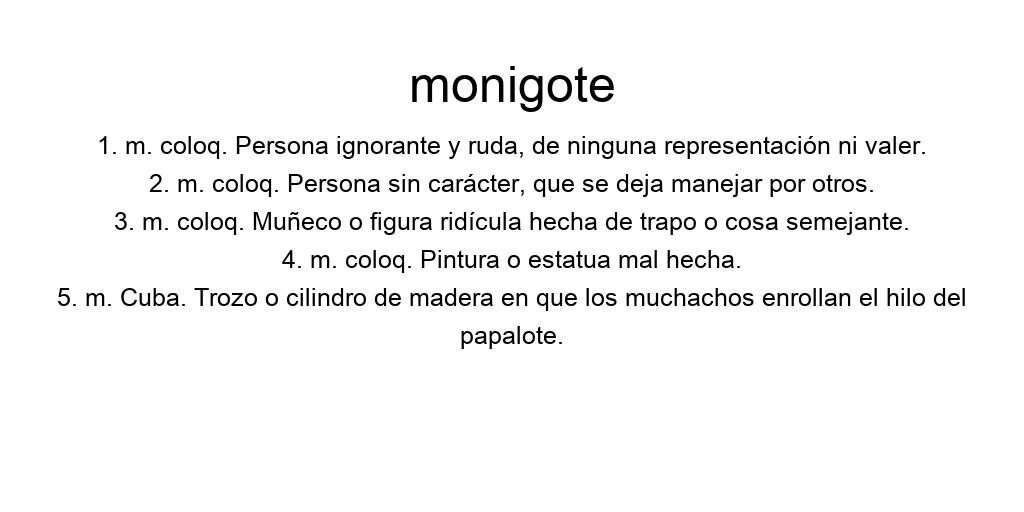 monigote
1. m. coloq. Persona ignorante y ruda, de ninguna representación ni valer.
2. m. coloq. Persona sin carácter, que se deja manejar por otros.
3. m. coloq. Muñeco o figura ridícula hecha de trapo o cosa semejante.
4. m. coloq. Pintura o estatua mal hecha.
5. m. Cuba. Trozo o cilindro de madera en que los muchachos enrollan el hilo del
papalote.